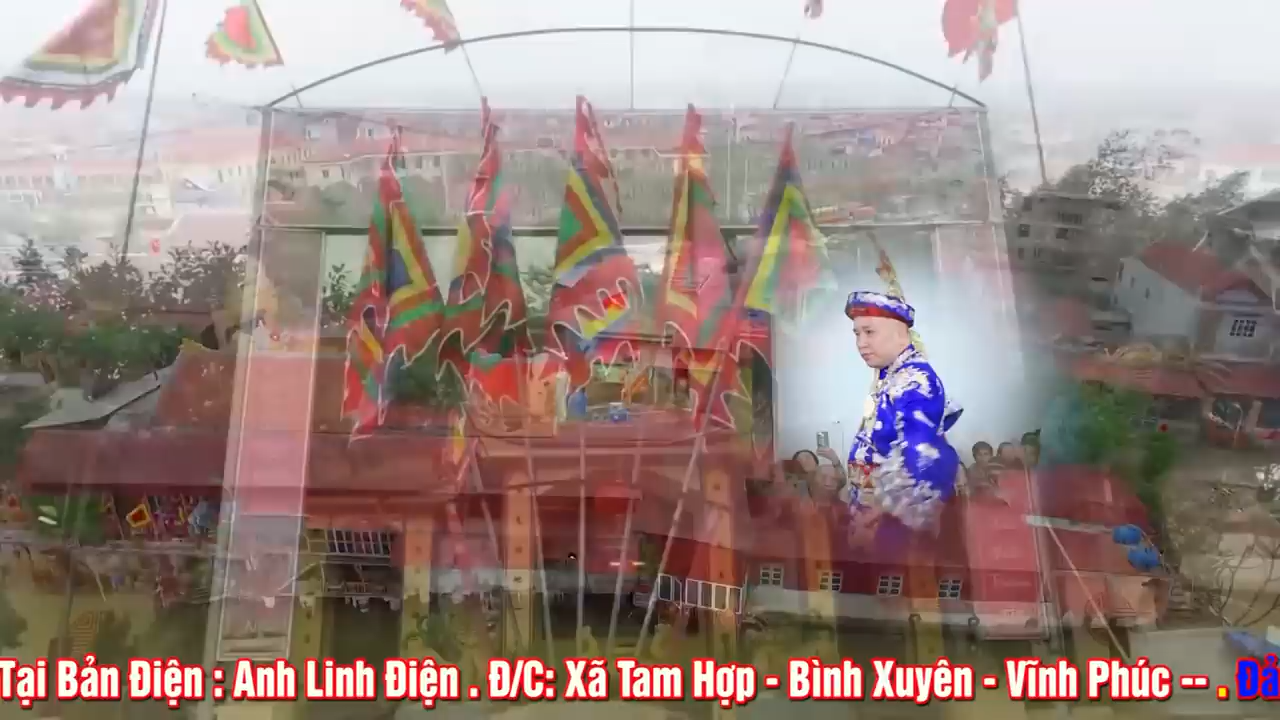 Tại Bản Điện : Anh Linh Điện . Đ/C: Xã Tam Hợp - Bình Xuyên - Vĩnh Phúc -- .